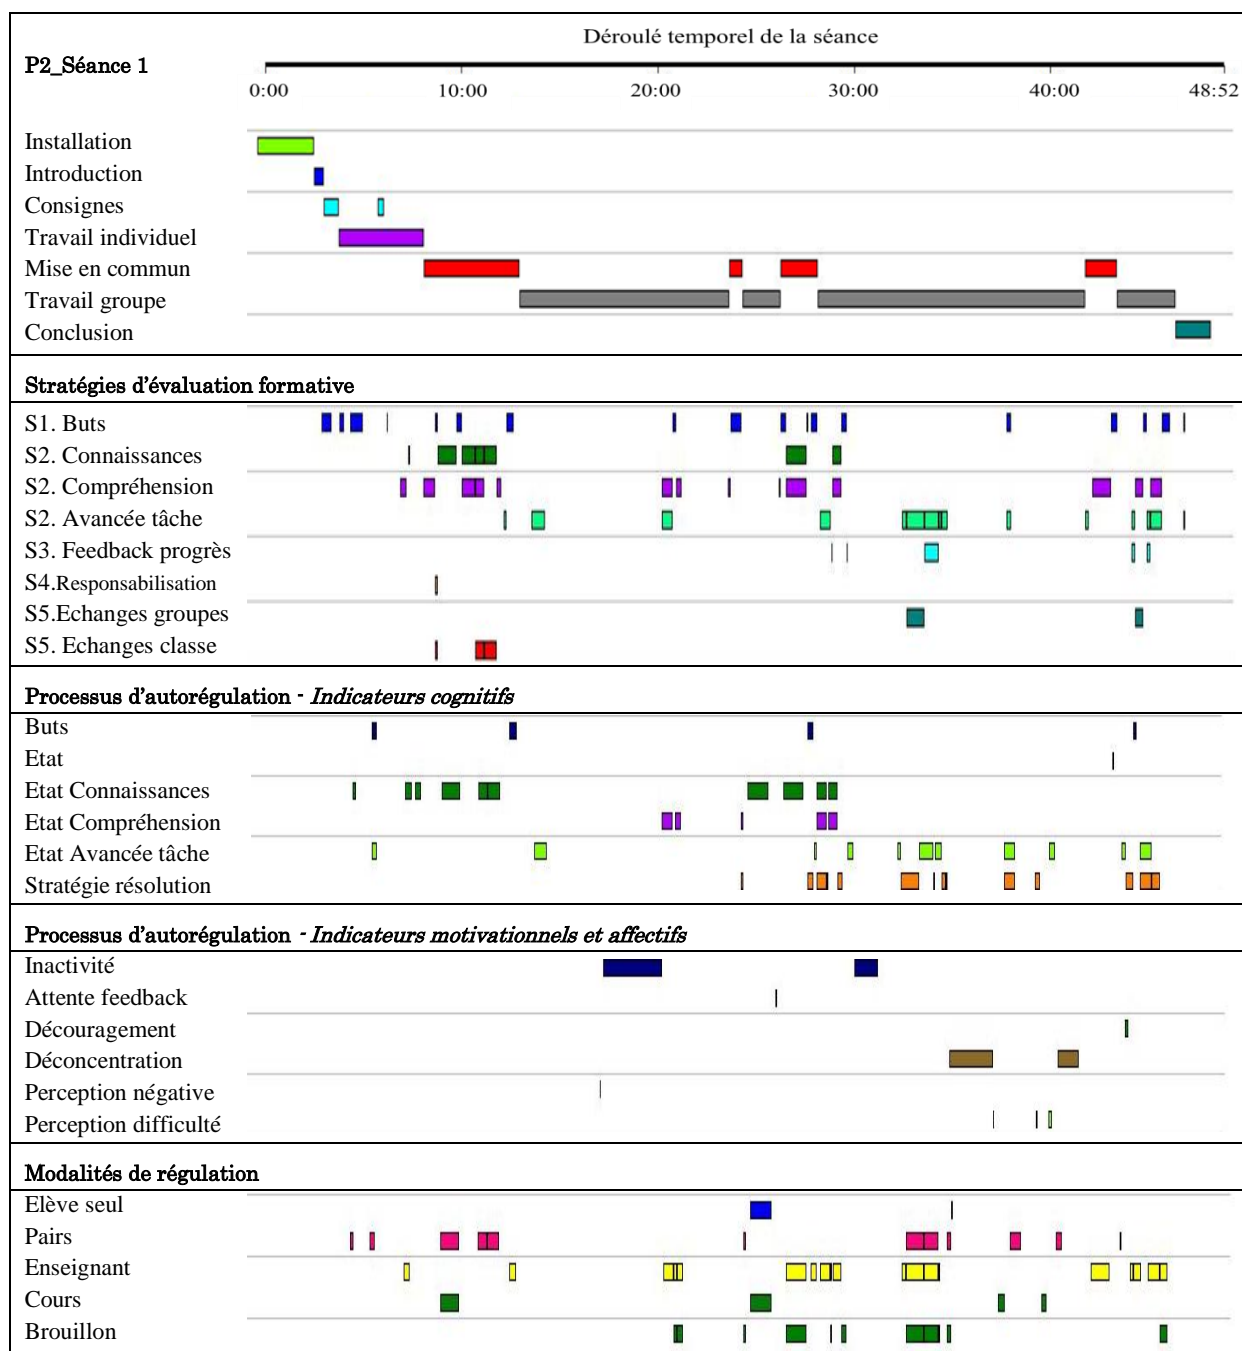 Déroulé temporel de la séance
P2_Séance 1
0:00 10:00 20:00 30:00 40:00 48:52
Installation
Introduction
Consignes
Travail individuel
Mise en commun
Travail groupe
Conclusion
Stratégies d'évaluation formative
S1. Buts
S2. Connaissances
S2. Compréhension
S2. Avancée tâche
S3. Feedback progrès
S4.Responsabilisation
S5.Echanges groupes
S5. Echanges classe
Processus d'autorégulation - Indicateurs cognitifs
Buts
Etat
Etat Connaissances
Etat Compréhension
Etat Avancée tâche
Stratégie résolution
Processus d'autorégulation - Indicateurs motivationnels et affectifs
Inactivité
Attente feedback
Découragement
Déconcentration
Perception négative
Perception difficulté
Modalités de régulation
Elève seul
Pairs
Enseignant
Cours
Brouillon